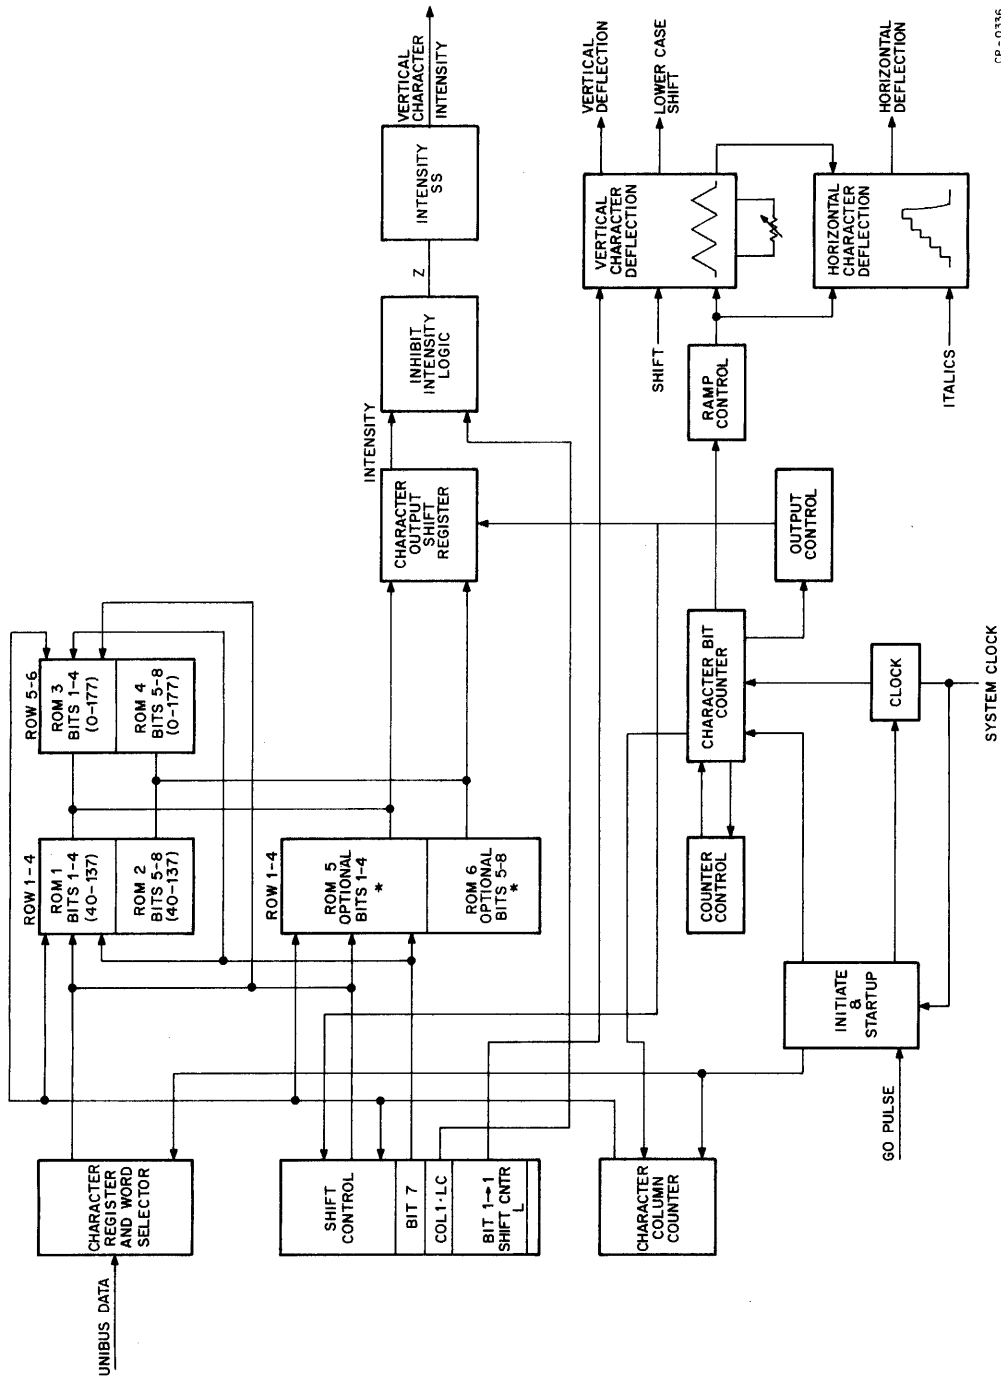 UNIBUS DATA
CHARACTER
REGISTER
AND WORD
SELECTOR
ROW 1-4
ROM 1
BITS 1-4
(40-137)
ROM 2
BITS 5-8
(40-137)
ROW 5-6
ROM 3
BITS 1-4
(0-177)
ROM 4
BITS 5-8
(0-177)
SHIFT
CONTROL
BIT 7
COL1·LC
BIT 1→1
SHIFT CNTR
L
ROW 1-4
ROM 5
OPTIONAL
BITS 1-4
*
ROM 6
OPTIONAL
BITS 5-8
*
CHARACTER
OUTPUT
SHIFT
REGISTER
INTENSITY
INHIBIT
INTENSITY
LOGIC
Z
INTENSITY
SS
VERTICAL
CHARACTER
INTENSITY
CHARACTER
COLUMN
COUNTER
COUNTER
CONTROL
CHARACTER BIT
COUNTER
OUTPUT
CONTROL
RAMP
CONTROL
SHIFT
VERTICAL
CHARACTER
DEFLECTION
VERTICAL
DEFLECTION
LOWER CASE
SHIFT
GO PULSE
INITIATE
&
STARTUP
CLOCK
SYSTEM CLOCK
ITALICS
HORIZONTAL
CHARACTER
DEFLECTION
HORIZONTAL
DEFLECTION
CP-0336